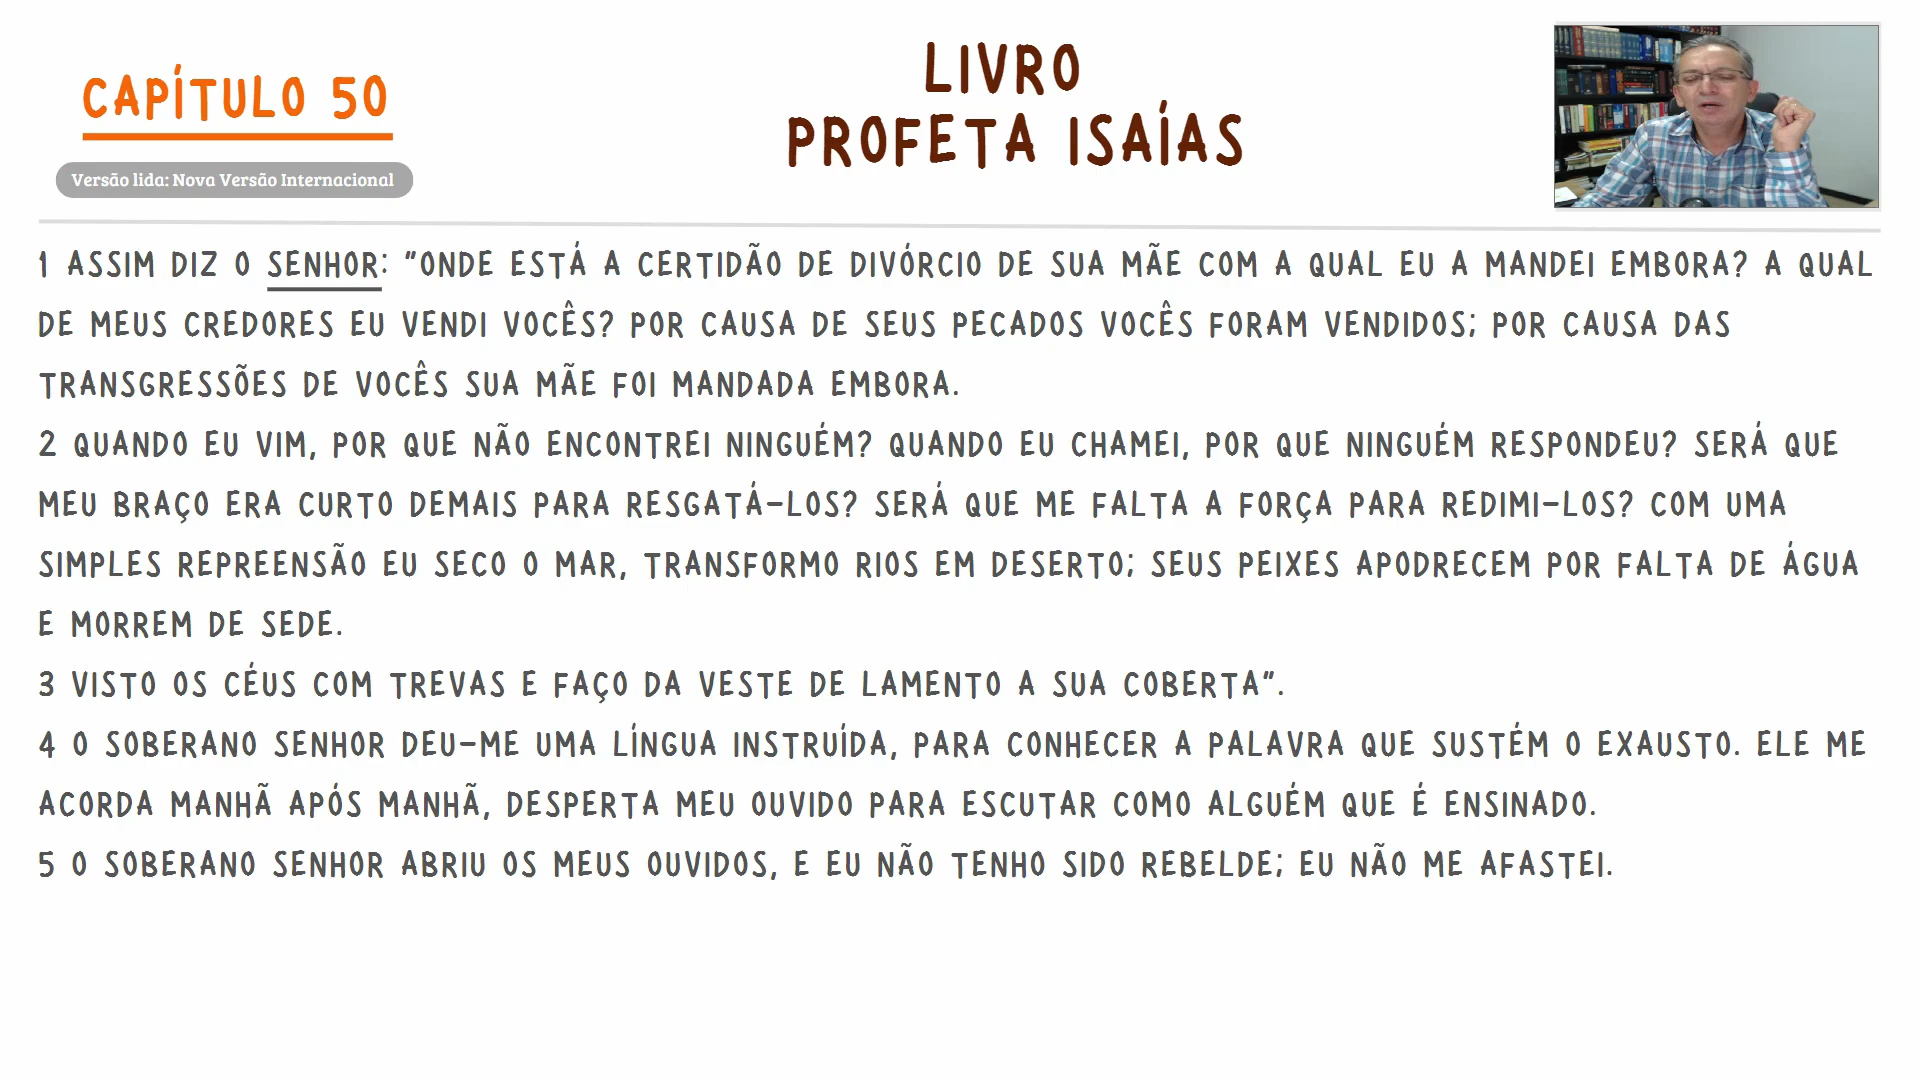 CAPÍTULO 50
LIVRO
PROFETA ISAÍAS
Versão lida: Nova Versão Internacional
1 ASSIM DIZ O SENHOR: "ONDE ESTÁ A CERTIDÃO DE DIVÓRCIO DE SUA MÃE COM A QUAL EU A MANDEI EMBORA? A QUAL
DE MEUS CREDORES EU VENDI VOCÊS? POR CAUSA DE SEUS PECADOS VOCÊS FORAM VENDIDOS; POR CAUSA DAS
TRANSGRESSÕES DE VOCÊS SUA MÃE FOI MANDADA EMBORA.
2 QUANDO EU VIM, POR QUE NÃO ENCONTREI NINGUÉM? QUANDO EU CHAMEI, POR QUE NINGUÉM RESPONDEU? SERÁ QUE
MEU BRAÇO ERA CURTO DEMAIS PARA RESGATÁ-LOS? SERÁ QUE ME FALTA A FORÇA PARA REDIMI-LOS? COM UMA
SIMPLES REPREENSÃO EU SECO O MAR, TRANSFORMO RIOS EM DESERTO; SEUS PEIXES APODRECEM POR FALTA DE ÁGUA
E MORREM DE SEDE.
3 VISTO OS CÉUS COM TREVAS E FAÇO DA VESTE DE LAMENTO A SUA COBERTA".
4 O SOBERANO SENHOR DEU-ME UMA LÍNGUA INSTRUÍDA, PARA CONHECER A PALAVRA QUE SUSTÉM O EXAUSTO. ELE ME
ACORDA MANHÃ APÓS MANHÃ, DESPERTA MEU OUVIDO PARA ESCUTAR COMO ALGUÉM QUE É ENSINADO.
5 O SOBERANO SENHOR ABRIU OS MEUS OUVIDOS, E EU NÃO TENHO SIDO REBELDE; EU NÃO ME AFASTEI.